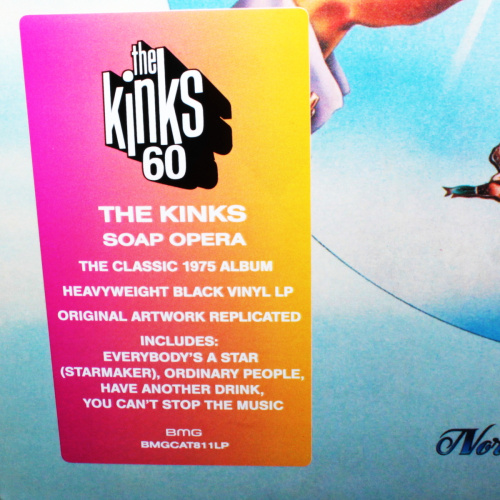 the
kinks
60
THE KINKS
SOAP OPERA
THE CLASSIC 1975 ALBUM
HEAVYWEIGHT BLACK VINYL LP
ORIGINAL ARTWORK REPLICATED
INCLUDES:
EVERYBODY'S A STAR
(STARMAKER), ORDINARY PEOPLE,
HAVE ANOTHER DRINK,
YOU CAN'T STOP THE MUSIC
BMG
BMGCAT811LP
Nor